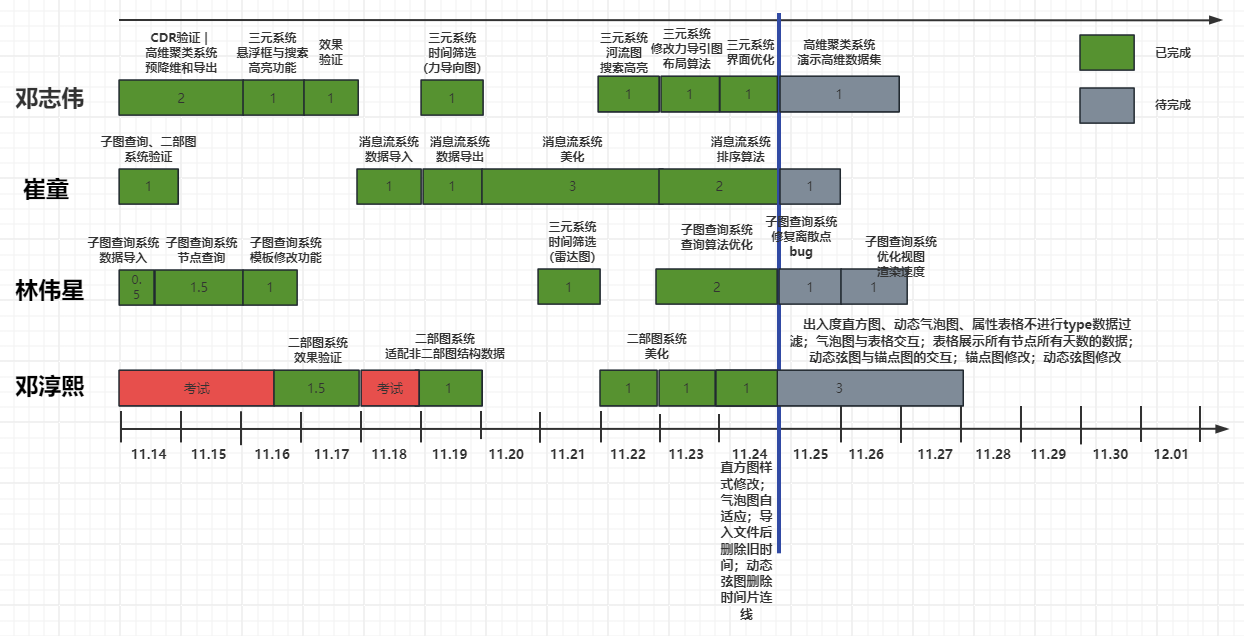 CDR验证 |
高维聚类系统
预降维和导出
三元系统
悬浮框与搜索
高亮功能
效果
验证
三元系统
时间筛选
(力导向图)
三元系统
河流图
搜索高亮
三元系统
修改力导引图
布局算法
三元系统
界面优化
高维聚类系统
演示高维数据集
已完成
待完成
邓志伟
2
1
1
1
1
1
1
1
子图查询、二部图
系统验证
消息流系统
数据导入
消息流系统
数据导出
消息流系统
美化
消息流系统
排序算法
崔童
1
1
1
3
2
1
子图查询系统
数据导入
子图查询系统
节点查询
子图查询系统
模板修改功能
三元系统
时间筛选
(雷达图)
子图查询系统
查询算法优化
子图查询系统
修复离散点
bug
子图查询系统
优化视图
渲染速度
林伟星
0.
5
1.5
1
1
2
1
1
二部图系统
效果验证
二部图系统
适配非二部图结构数据
二部图系统
美化
出入度直方图、动态气泡图、属性表格不进行type数据过
滤；气泡图与表格交互；表格展示所有节点所有天数的数据；
动态弦图与锚点图的交互；锚点图修改；动态弦图修改
邓淳熙
考试
1.5
考试
1
1
1
1
3
11.14
11.15
11.16
11.17
11.18
11.19
11.20
11.21
11.22
11.23
11.24
11.25
11.26
11.27
11.28
11.29
11.30
12.01
直方图样
式修改；
气泡图自
适应；导
入文件后
删除旧时
间；动态
弦图删除
时间片连
线